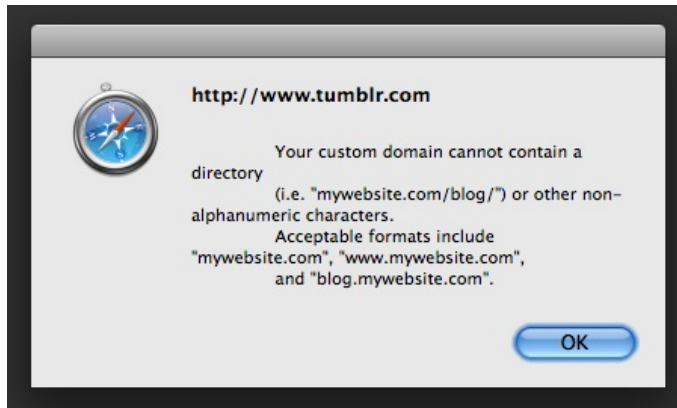 http://www.tumblr.com
Your custom domain cannot contain a
directory
(i.e. "mywebsite.com/blog/") or other non-
alphanumeric characters.
Acceptable formats include
"mywebsite.com", "www.mywebsite.com",
and "blog.mywebsite.com".
OK